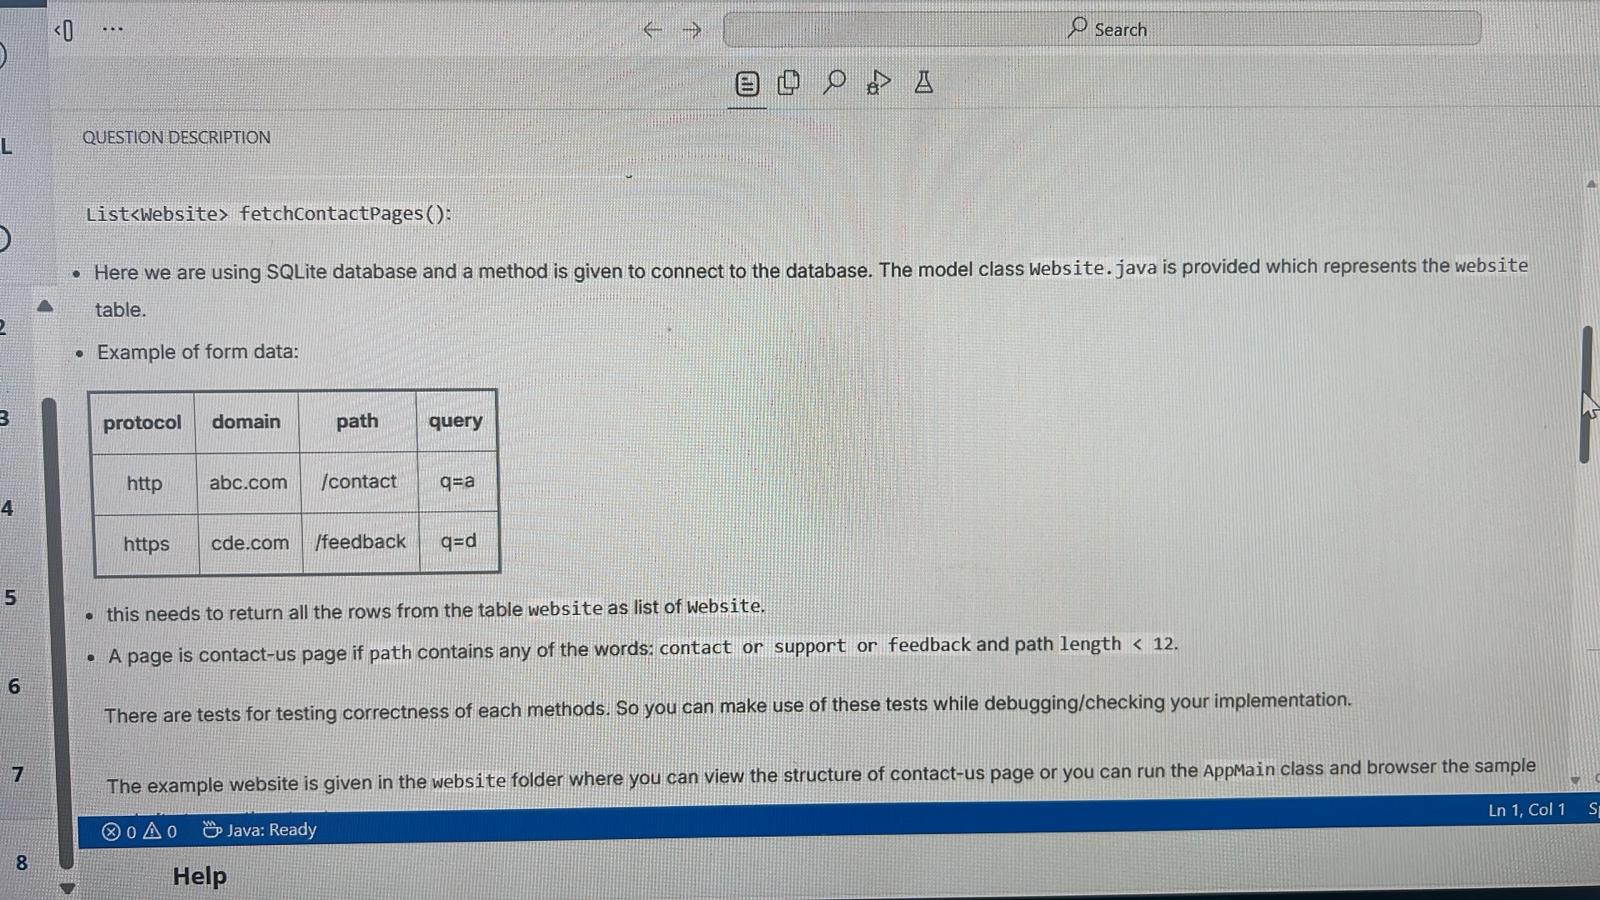 <
...
Search
L
QUESTION DESCRIPTION
List<Website> fetchContactPages():
• Here we are using SQLite database and a method is given to connect to the database. The model class Website.java is provided which represents the website
table.
• Example of form data:
protocol domain path query
http abc.com /contact q=a
https cde.com /feedback q=d
• this needs to return all the rows from the table website as list of Website.
• A page is contact-us page if path contains any of the words: contact or support or feedback and path length < 12.
There are tests for testing correctness of each methods. So you can make use of these tests while debugging/checking your implementation.
The example website is given in the website folder where you can view the structure of contact-us page or you can run the AppMain class and browser the sample
2
3
4
5
6
7
8
0 0 Java: Ready
Ln 1, Col 1
Help